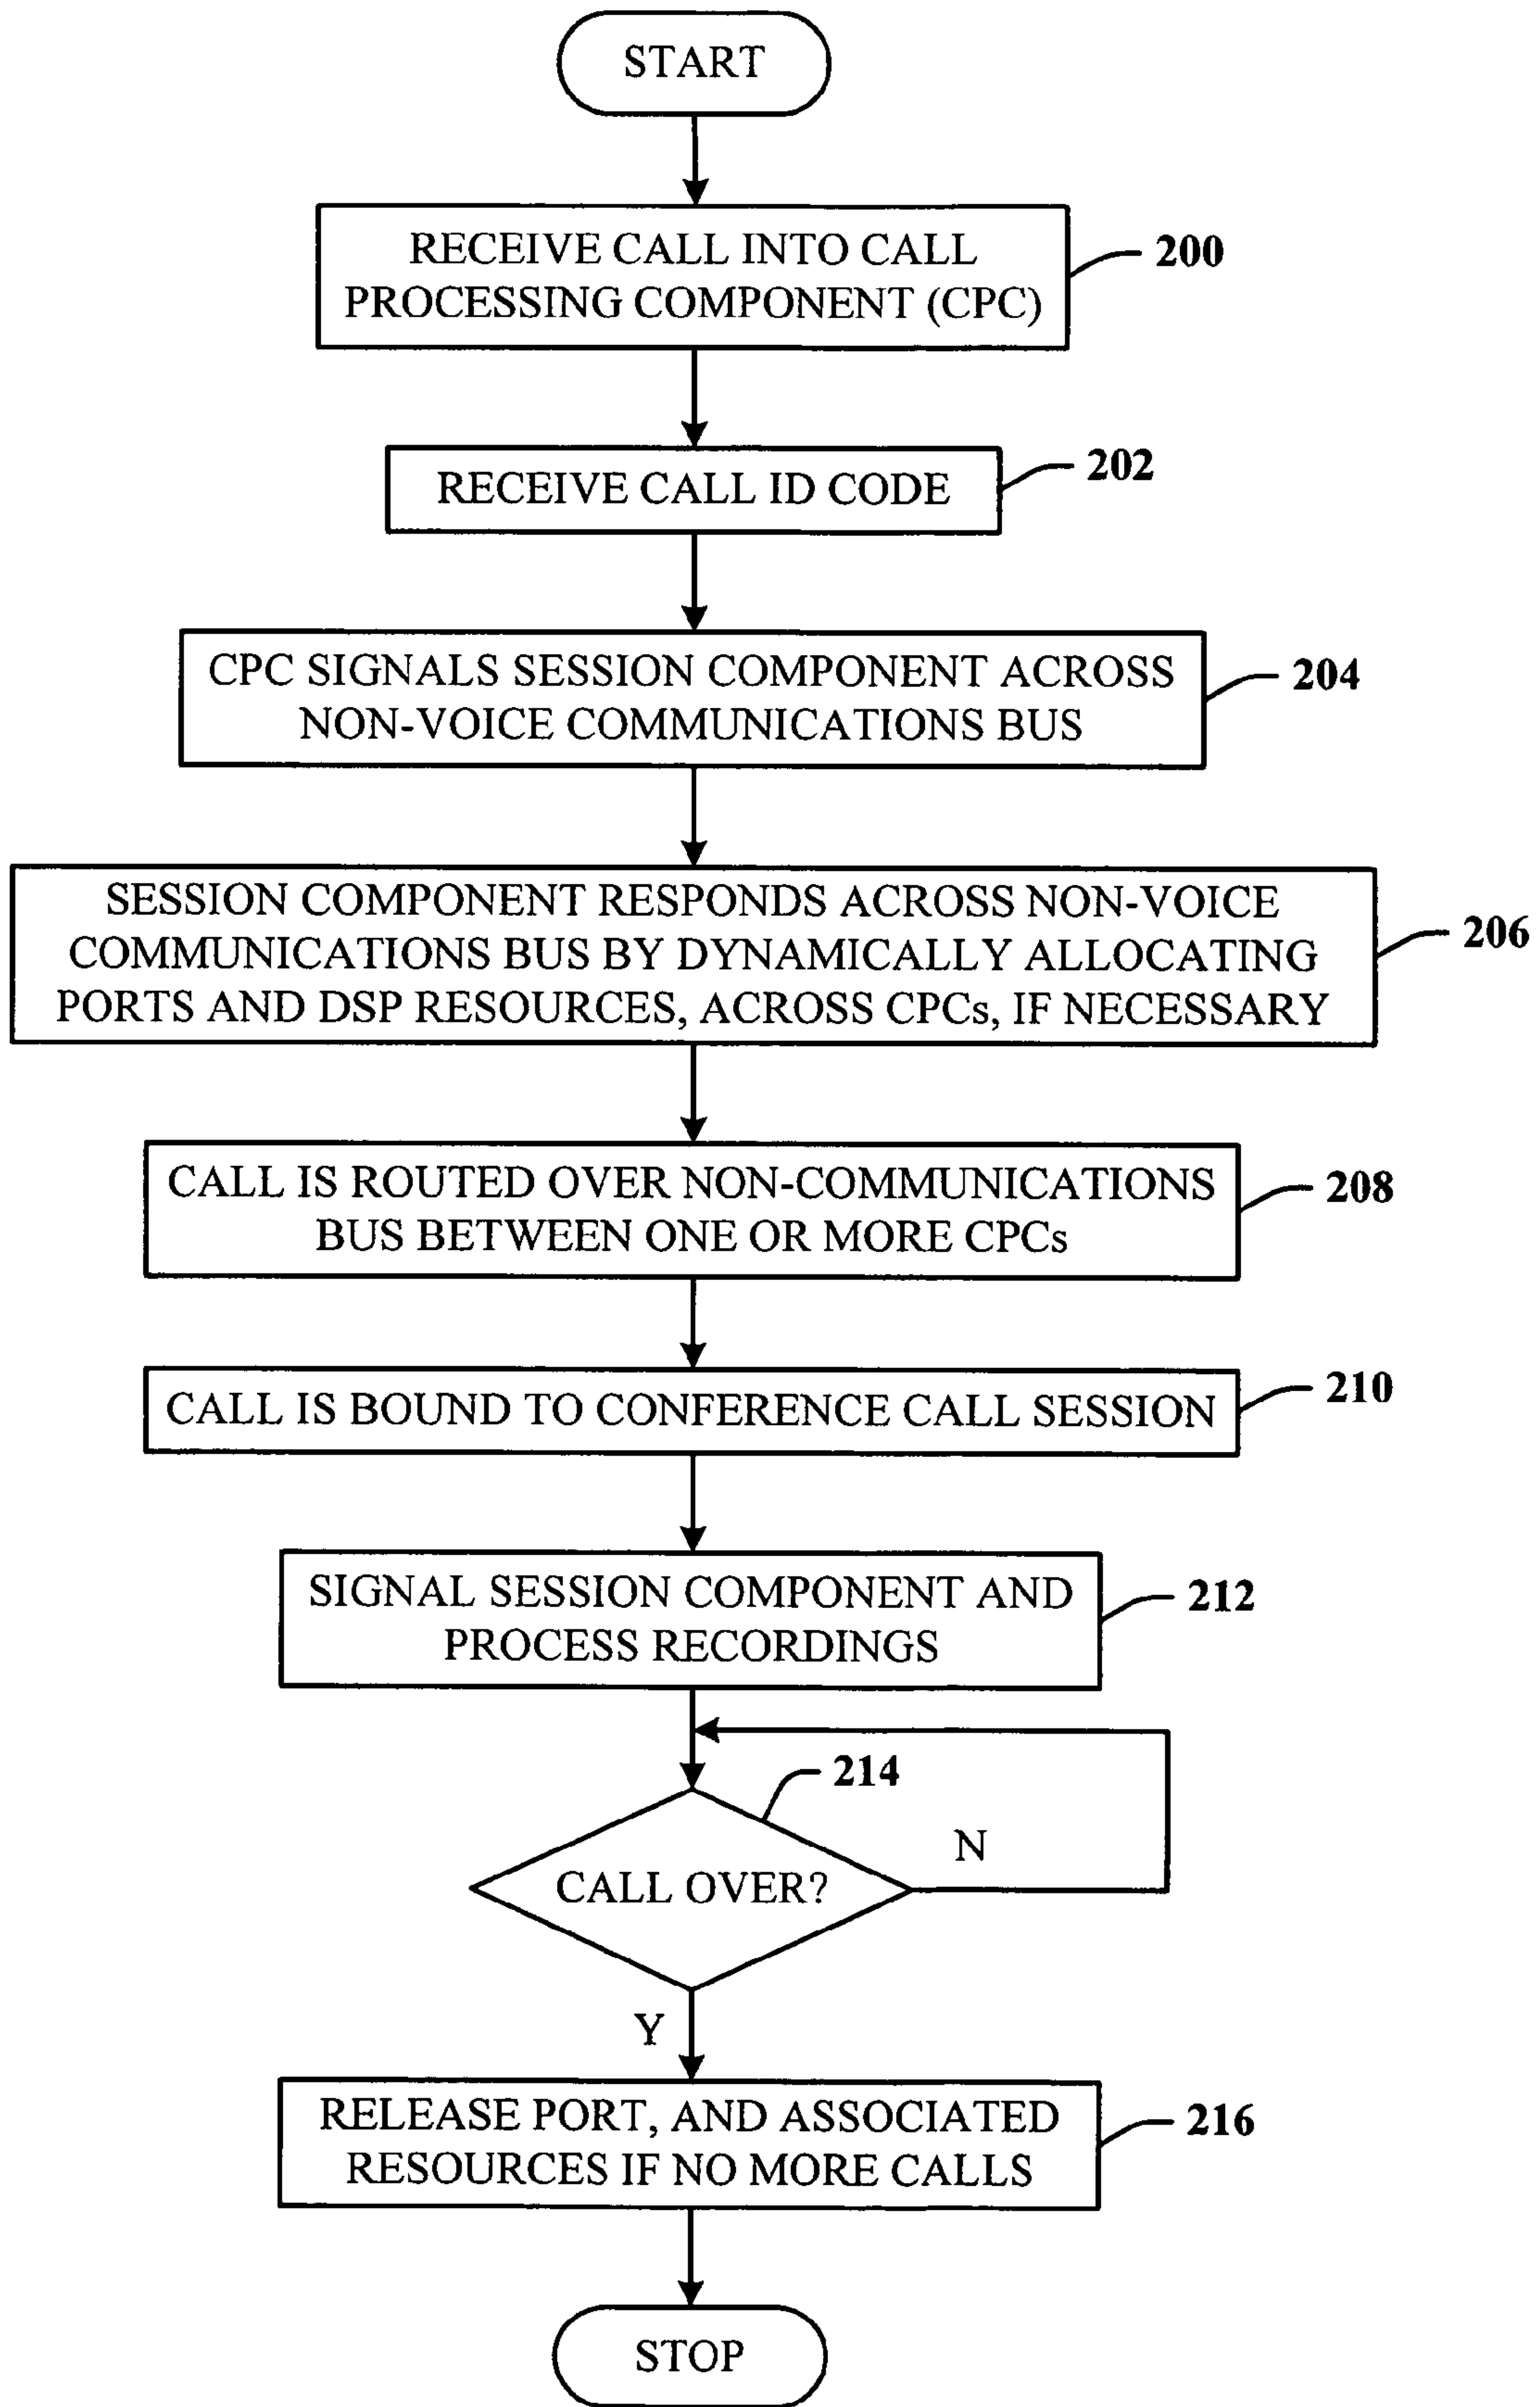 START
RECEIVE CALL INTO CALL
PROCESSING COMPONENT (CPC)
200
RECEIVE CALL ID CODE
202
CPC SIGNALS SESSION COMPONENT ACROSS
NON-VOICE COMMUNICATIONS BUS
204
SESSION COMPONENT RESPONDS ACROSS NON-VOICE
COMMUNICATIONS BUS BY DYNAMICALLY ALLOCATING
PORTS AND DSP RESOURCES, ACROSS CPCs, IF NECESSARY
206
CALL IS ROUTED OVER NON-COMMUNICATIONS
BUS BETWEEN ONE OR MORE CPCs
208
CALL IS BOUND TO CONFERENCE CALL SESSION
210
SIGNAL SESSION COMPONENT AND
PROCESS RECORDINGS
212
214
CALL OVER?
N
Y
RELEASE PORT, AND ASSOCIATED
RESOURCES IF NO MORE CALLS
216
STOP